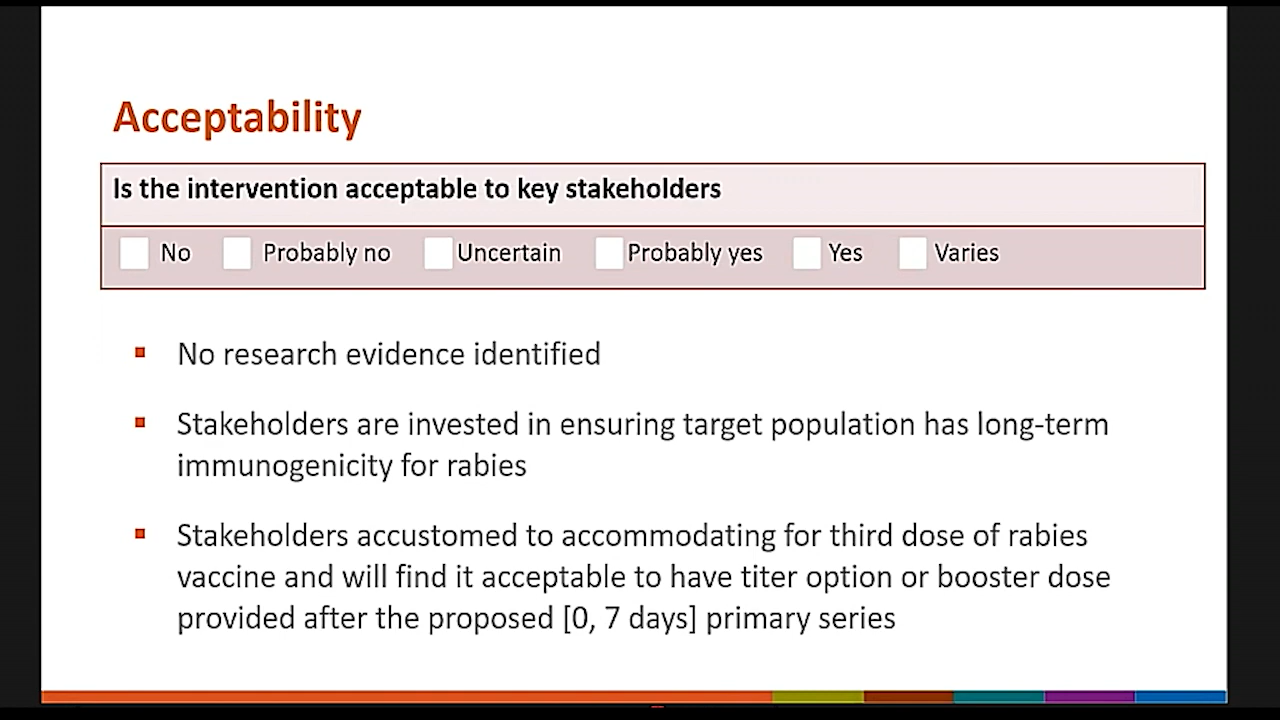 Acceptability
Is the intervention acceptable to key stakeholders
No Probably no Uncertain Probably yes Yes Varies
No research evidence identified
Stakeholders are invested in ensuring target population has long-term
immunogenicity for rabies
Stakeholders accustomed to accommodating for third dose of rabies
vaccine and will find it acceptable to have titer option or booster dose
provided after the proposed [0, 7 days] primary series